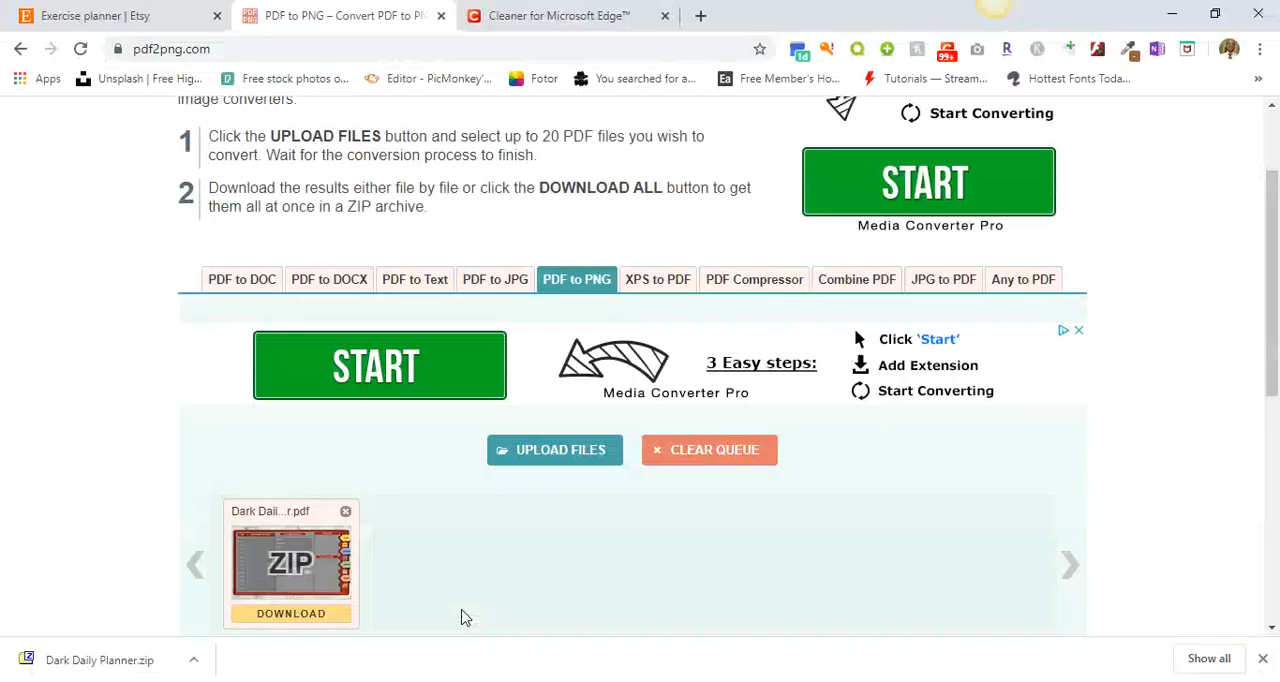 Exercise planner | Etsy
PDF to PNG – Convert PDF to PN
Cleaner for Microsoft Edge™
pdf2png.com
1d
99+
Apps
Unsplash | Free Hig...
Free stock photos o...
Editor - PicMonkey'...
Fotor
You searched for a...
Ea
Free Member's Ho...
Tutorials — Stream...
Hottest Fonts Toda...
»
image converters.
1 Click the UPLOAD FILES button and select up to 20 PDF files you wish to
convert. Wait for the conversion process to finish.
2 Download the results either file by file or click the DOWNLOAD ALL button to get
them all at once in a ZIP archive.
Start Converting
START
Media Converter Pro
PDF to DOC PDF to DOCX PDF to Text PDF to JPG PDF to PNG XPS to PDF PDF Compressor Combine PDF JPG to PDF Any to PDF
START
3 Easy steps:
Media Converter Pro
Click ‘Start’
Add Extension
Start Converting
UPLOAD FILES
CLEAR QUEUE
Dark Dail...r.pdf
ZIP
DOWNLOAD
Dark Daily Planner.zip
Show all